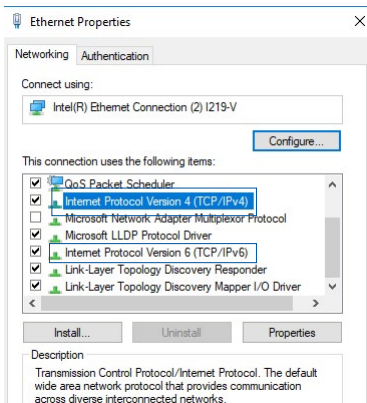 Ethernet Properties
Networking Authentication
Connect using:
Intel(R) Ethernet Connection (2) I219-V
Configure...
This connection uses the following items:
QoS Packet Scheduler
Internet Protocol Version 4 (TCP/IPv4)
Microsoft Network Adapter Multiplexor Protocol
Microsoft LLDP Protocol Driver
Internet Protocol Version 6 (TCP/IPv6)
Link-Layer Topology Discovery Responder
Link-Layer Topology Discovery Mapper I/O Driver
Install... Uninstall Properties
Description
Transmission Control Protocol/Internet Protocol. The default
wide area network protocol that provides communication
across diverse interconnected networks.